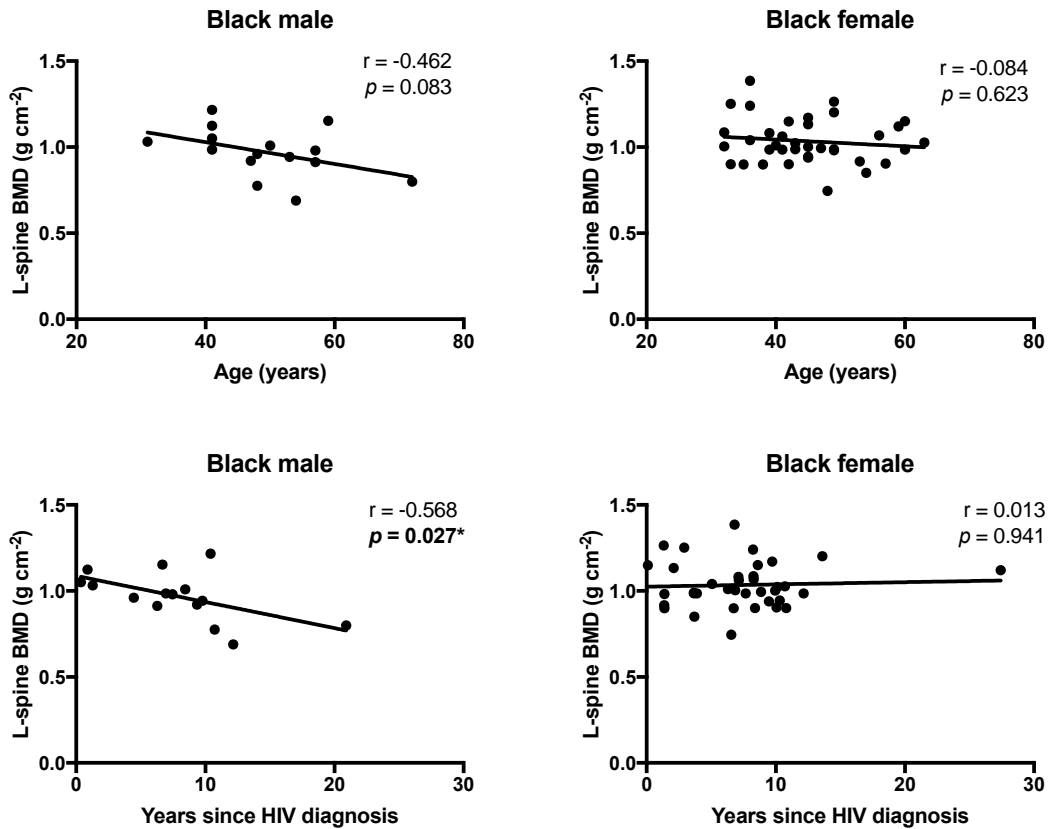 Black male
r = -0.462
p = 0.083
L-spine BMD (g cm-2)
1.5
1.0
0.5
0.0
20
40
60
80
Age (years)
Black female
r = -0.084
p = 0.623
L-spine BMD (g cm-2)
1.5
1.0
0.5
0.0
20
40
60
80
Age (years)
Black male
r = -0.568
p = 0.027*
L-spine BMD (g cm-2)
1.5
1.0
0.5
0.0
0
10
20
30
Years since HIV diagnosis
Black female
r = 0.013
p = 0.941
L-spine BMD (g cm-2)
1.5
1.0
0.5
0.0
0
10
20
30
Years since HIV diagnosis